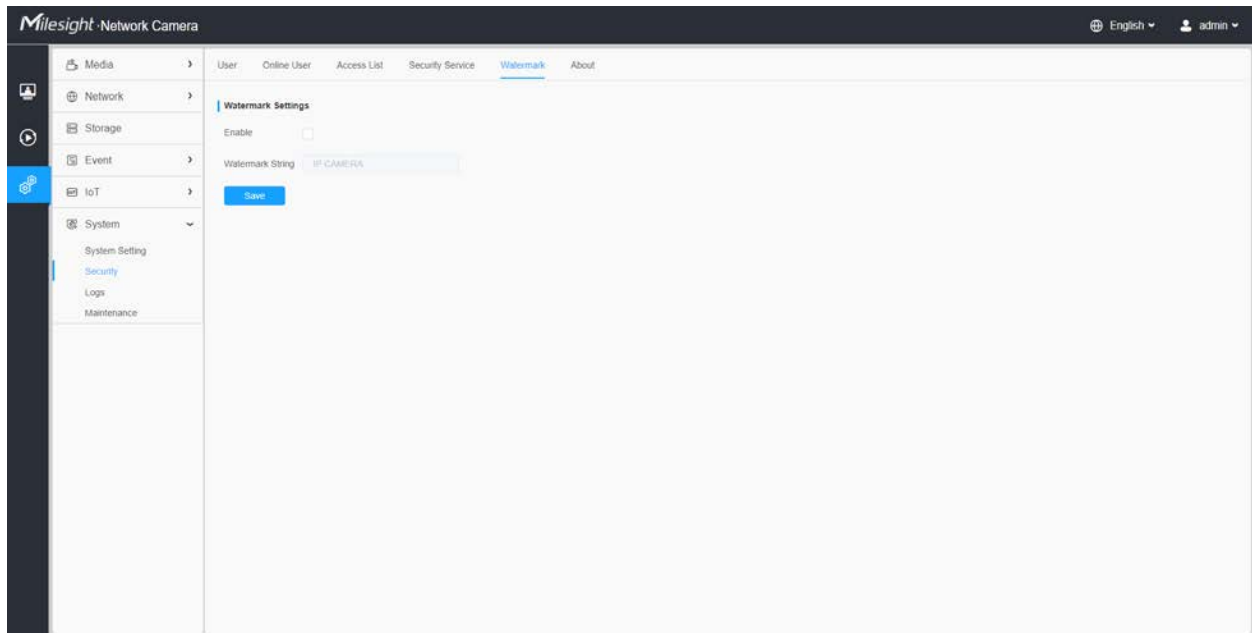 Milesight · Network Camera
English
admin
Media
Network
Storage
Event
IoT
System
System Setting
Security
Logs
Maintenance
User Online User Access List Security Service Watermark About
Watermark Settings
Enable
Watermark String IP CAMERA
Save